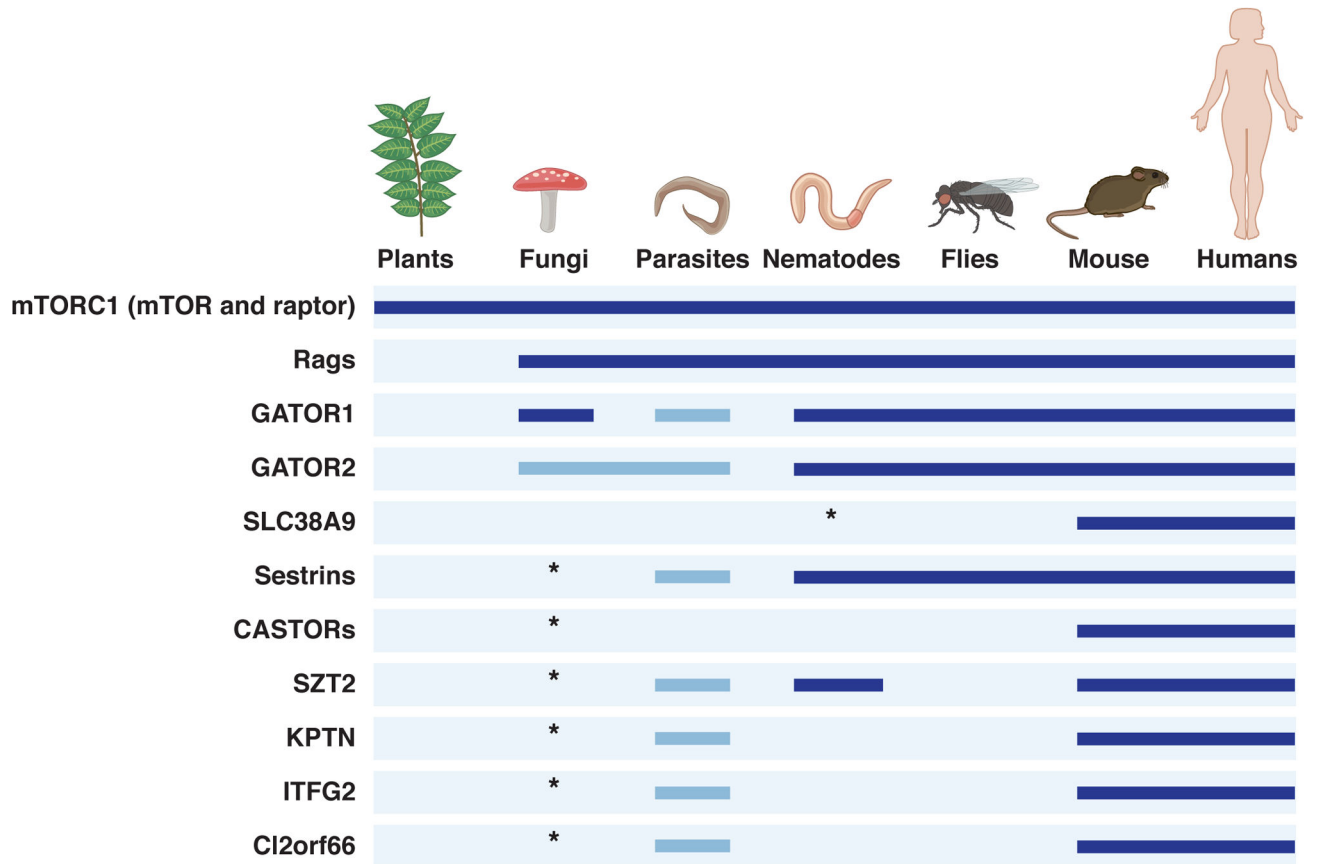 Plants Fungi Parasites Nematodes Flies Mouse Humans
mTORC1 (mTOR and raptor)
Rags
GATOR1
GATOR2
SLC38A9 *
Sestrins *
CASTORs *
SZT2 *
KPTN *
ITFG2 *
Cl2orf66 *